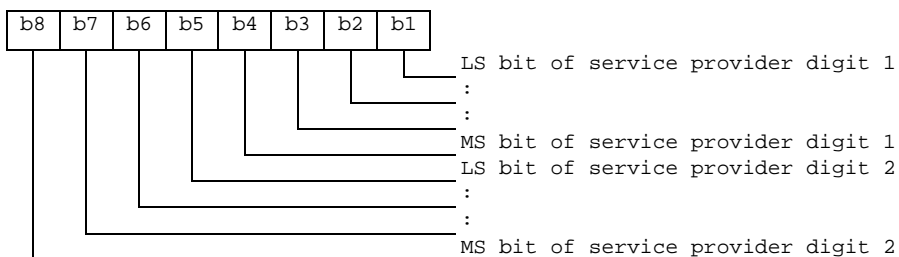 b8 b7 b6 b5 b4 b3 b2 b1
LS bit of service provider digit 1
:
:
MS bit of service provider digit 1
LS bit of service provider digit 2
:
:
MS bit of service provider digit 2